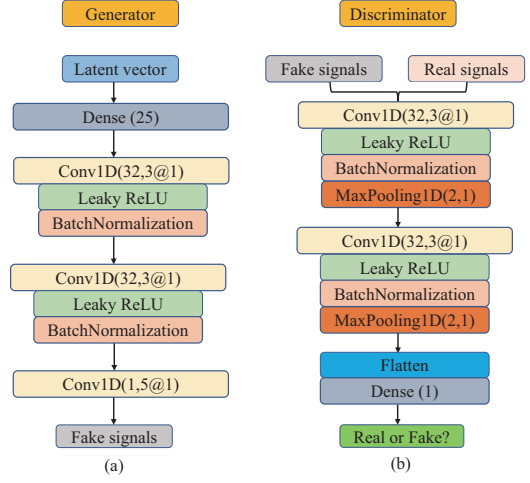 Generator
Latent vector
Dense (25)
Conv1D(32,3@1)
Leaky ReLU
BatchNormalization
Conv1D(32,3@1)
Leaky ReLU
BatchNormalization
Conv1D(1,5@1)
Fake signals
(a)
Discriminator
Fake signals
Real signals
Conv1D(32,3@1)
Leaky ReLU
BatchNormalization
MaxPooling1D(2,1)
Conv1D(32,3@1)
Leaky ReLU
BatchNormalization
MaxPooling1D(2,1)
Flatten
Dense (1)
Real or Fake?
(b)